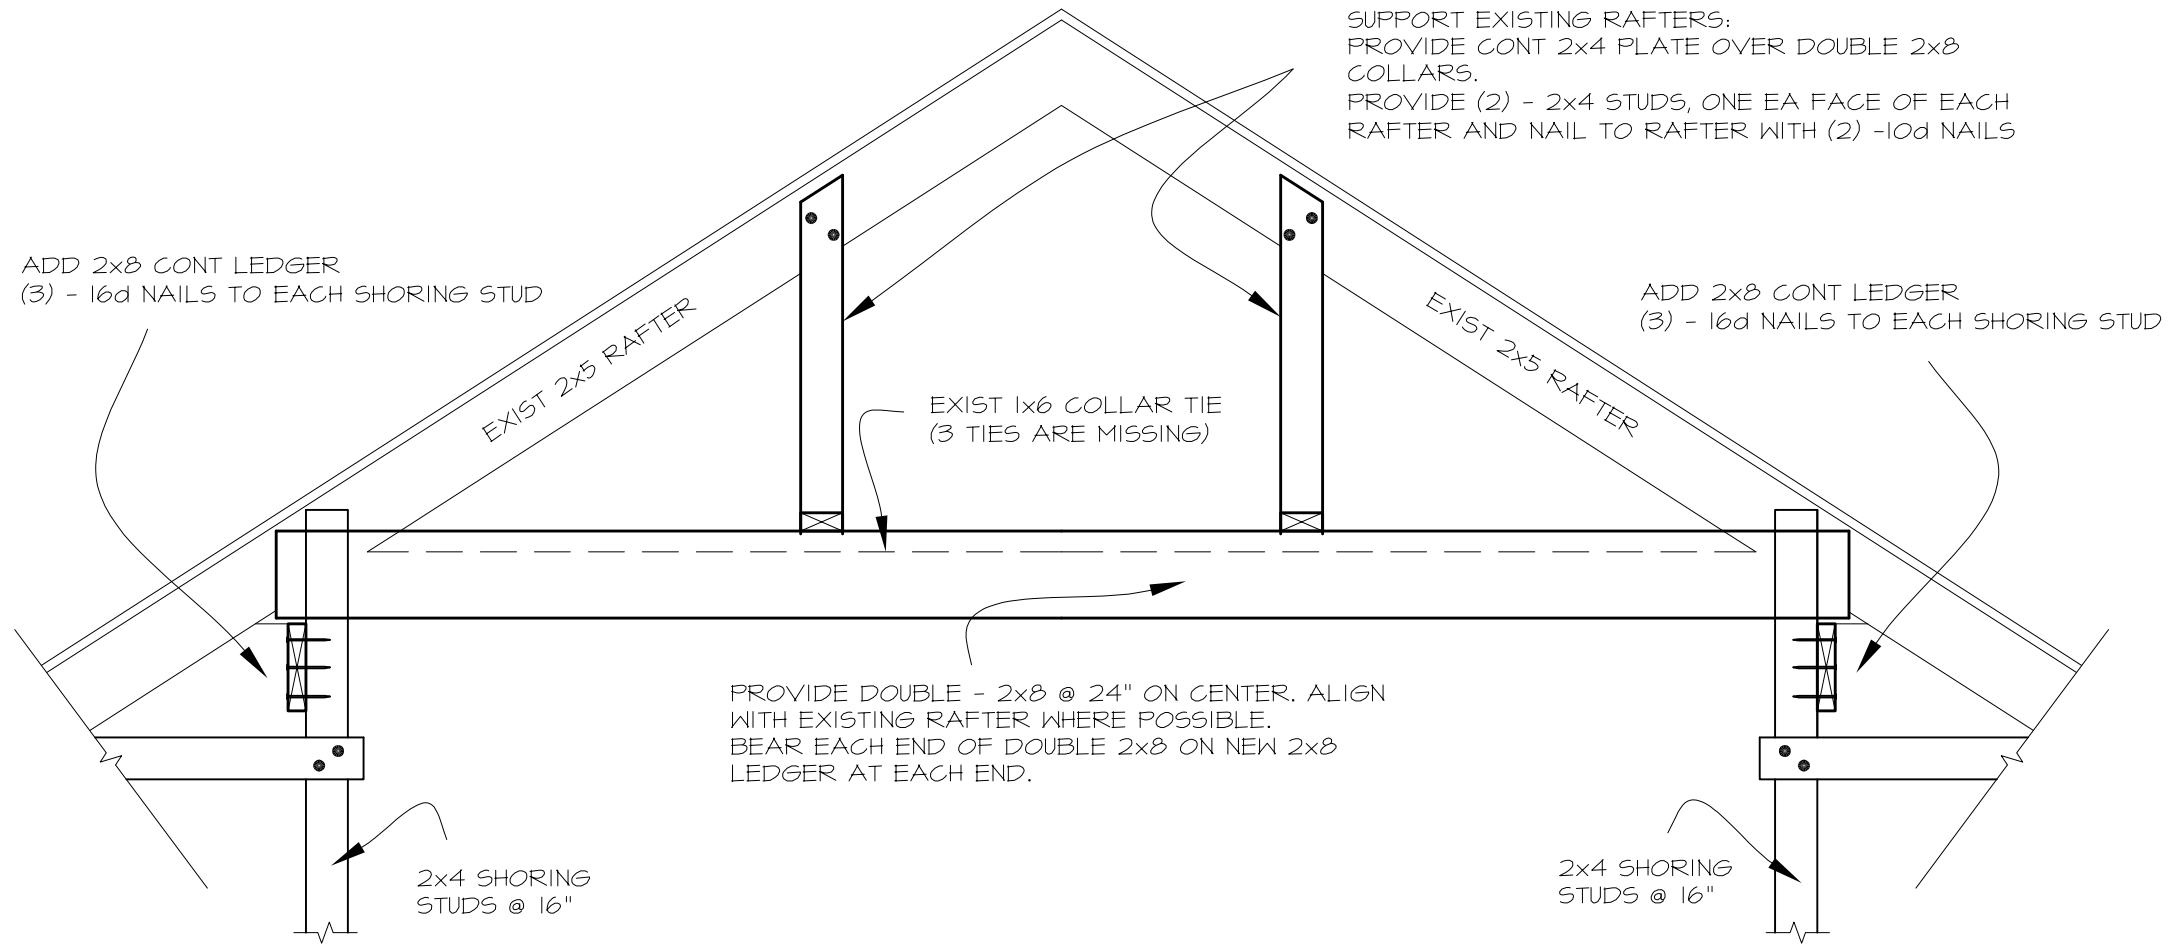 SUPPORT EXISTING RAFTERS:
PROVIDE CONT 2x4 PLATE OVER DOUBLE 2x8
COLLARS.
PROVIDE (2) - 2x4 STUDS, ONE EA FACE OF EACH
RAFTER AND NAIL TO RAFTER WITH (2) -10d NAILS
ADD 2x8 CONT LEDGER
(3) - 16d NAILS TO EACH SHORING STUD
ADD 2x8 CONT LEDGER
(3) - 16d NAILS TO EACH SHORING STUD
EXIST 2x5 RAFTER
EXIST 2x5 RAFTER
EXIST 1x6 COLLAR TIE
(3 TIES ARE MISSING)
PROVIDE DOUBLE - 2x8 @ 24" ON CENTER. ALIGN
WITH EXISTING RAFTER WHERE POSSIBLE.
BEAR EACH END OF DOUBLE 2x8 ON NEW 2x8
LEDGER AT EACH END.
2x4 SHORING
STUDS @ 16"
2x4 SHORING
STUDS @ 16"